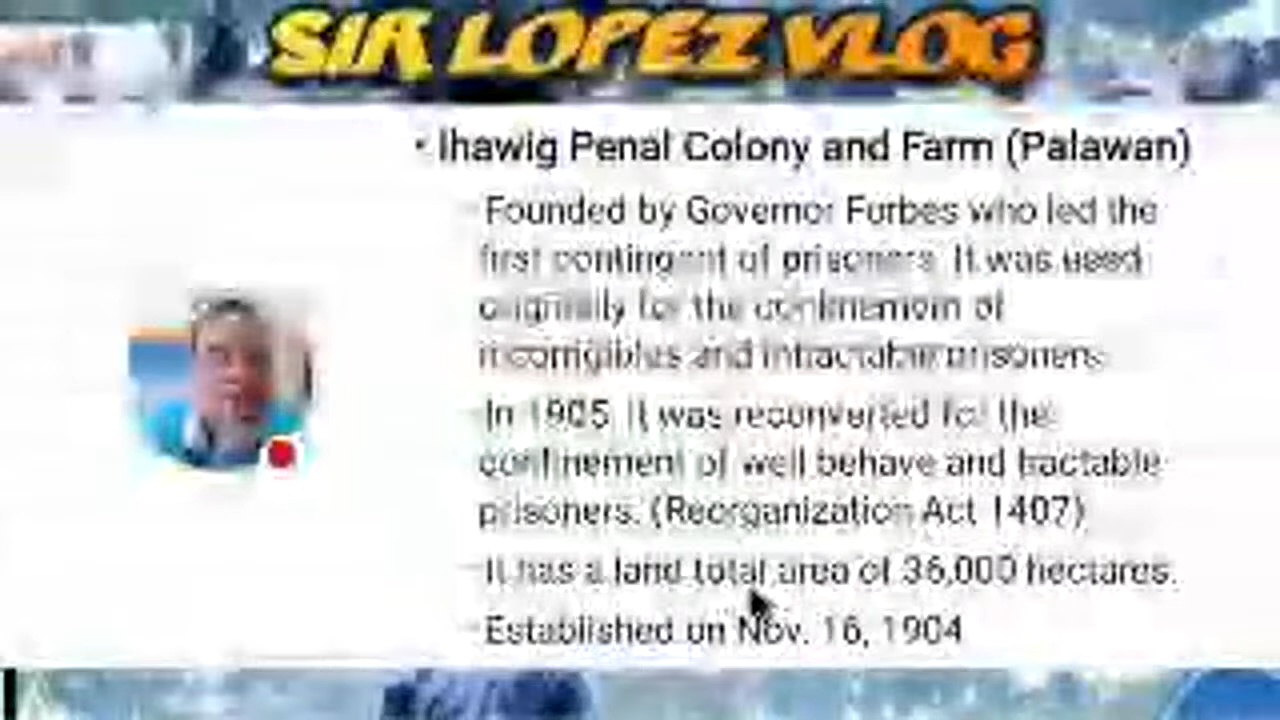 SIR LOPEZ VLOG
• Ihawig Penal Colony and Farm (Palawan)
Founded by Governor Forbes who led the
first contingent of prisoners. It was used
originally for the confinement of
incorrigibles and intractable prisoners.
In 1905, it was reconverted for the
confinement of well behave and tractable
prisoners. (Reorganization Act 1407)
It has a land total area of 36,000 hectares.
Established on Nov. 16, 1904